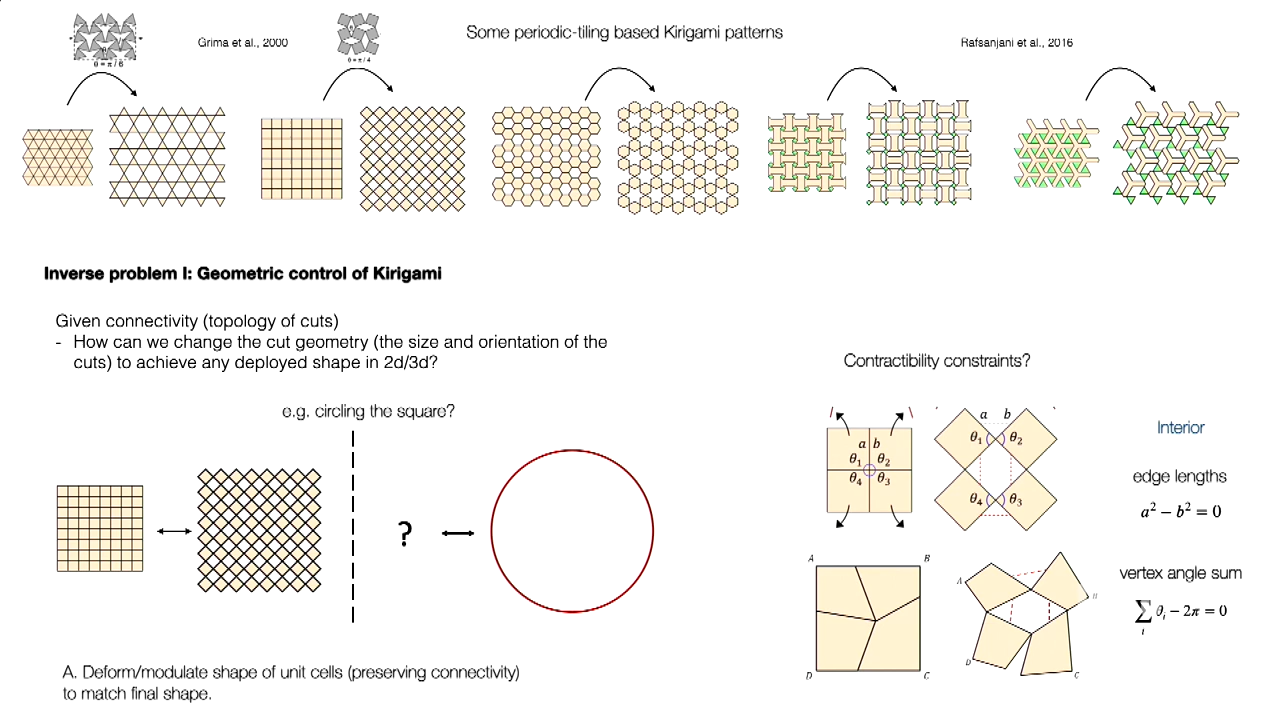 Some periodic-tiling based Kirigami patterns
Grima et al., 2000
Rafsanjani et al., 2016
θ=π/6
θ=π/4
Inverse problem I: Geometric control of Kirigami
Given connectivity (topology of cuts)
- How can we change the cut geometry (the size and orientation of the
cuts) to achieve any deployed shape in 2d/3d?
e.g. circling the square?
?
A. Deform/modulate shape of unit cells (preserving connectivity)
to match final shape.
Contractibility constraints?
a b
θ1 θ2
θ4 θ3
a b
θ1 θ2
θ4 θ3
A B
D C
A B
D C
Interior
edge lengths
a² − b² = 0
vertex angle sum
∑ θi − 2π = 0
i